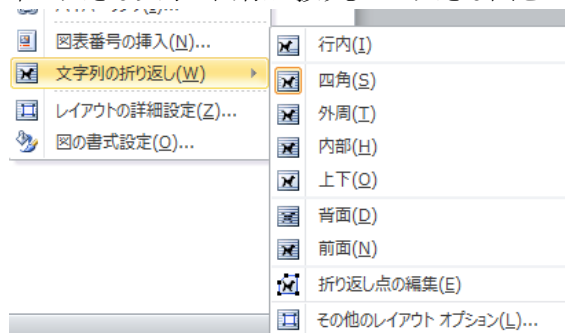 図表番号の挿入(N)...
文字列の折り返し(W)
レイアウトの詳細設定(Z)...
図の書式設定(O)...
行内(I)
四角(S)
外周(T)
内部(H)
上下(O)
背面(D)
前面(N)
折り返し点の編集(E)
その他のレイアウト オプション(L)...